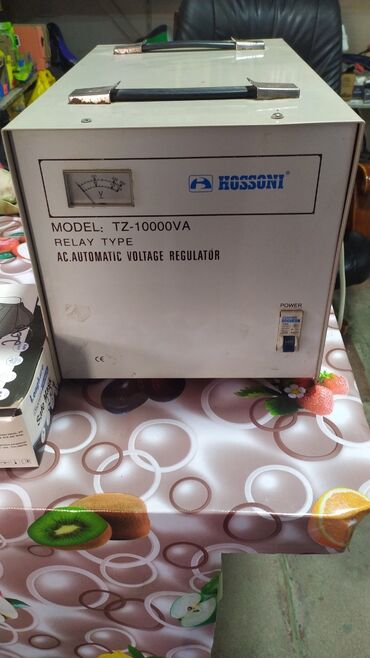 HOSSONI
V
MODEL: TZ-10000VA
RELAY TYPE
AC.AUTOMATIC VOLTAGE REGULATOR
POWER
CE